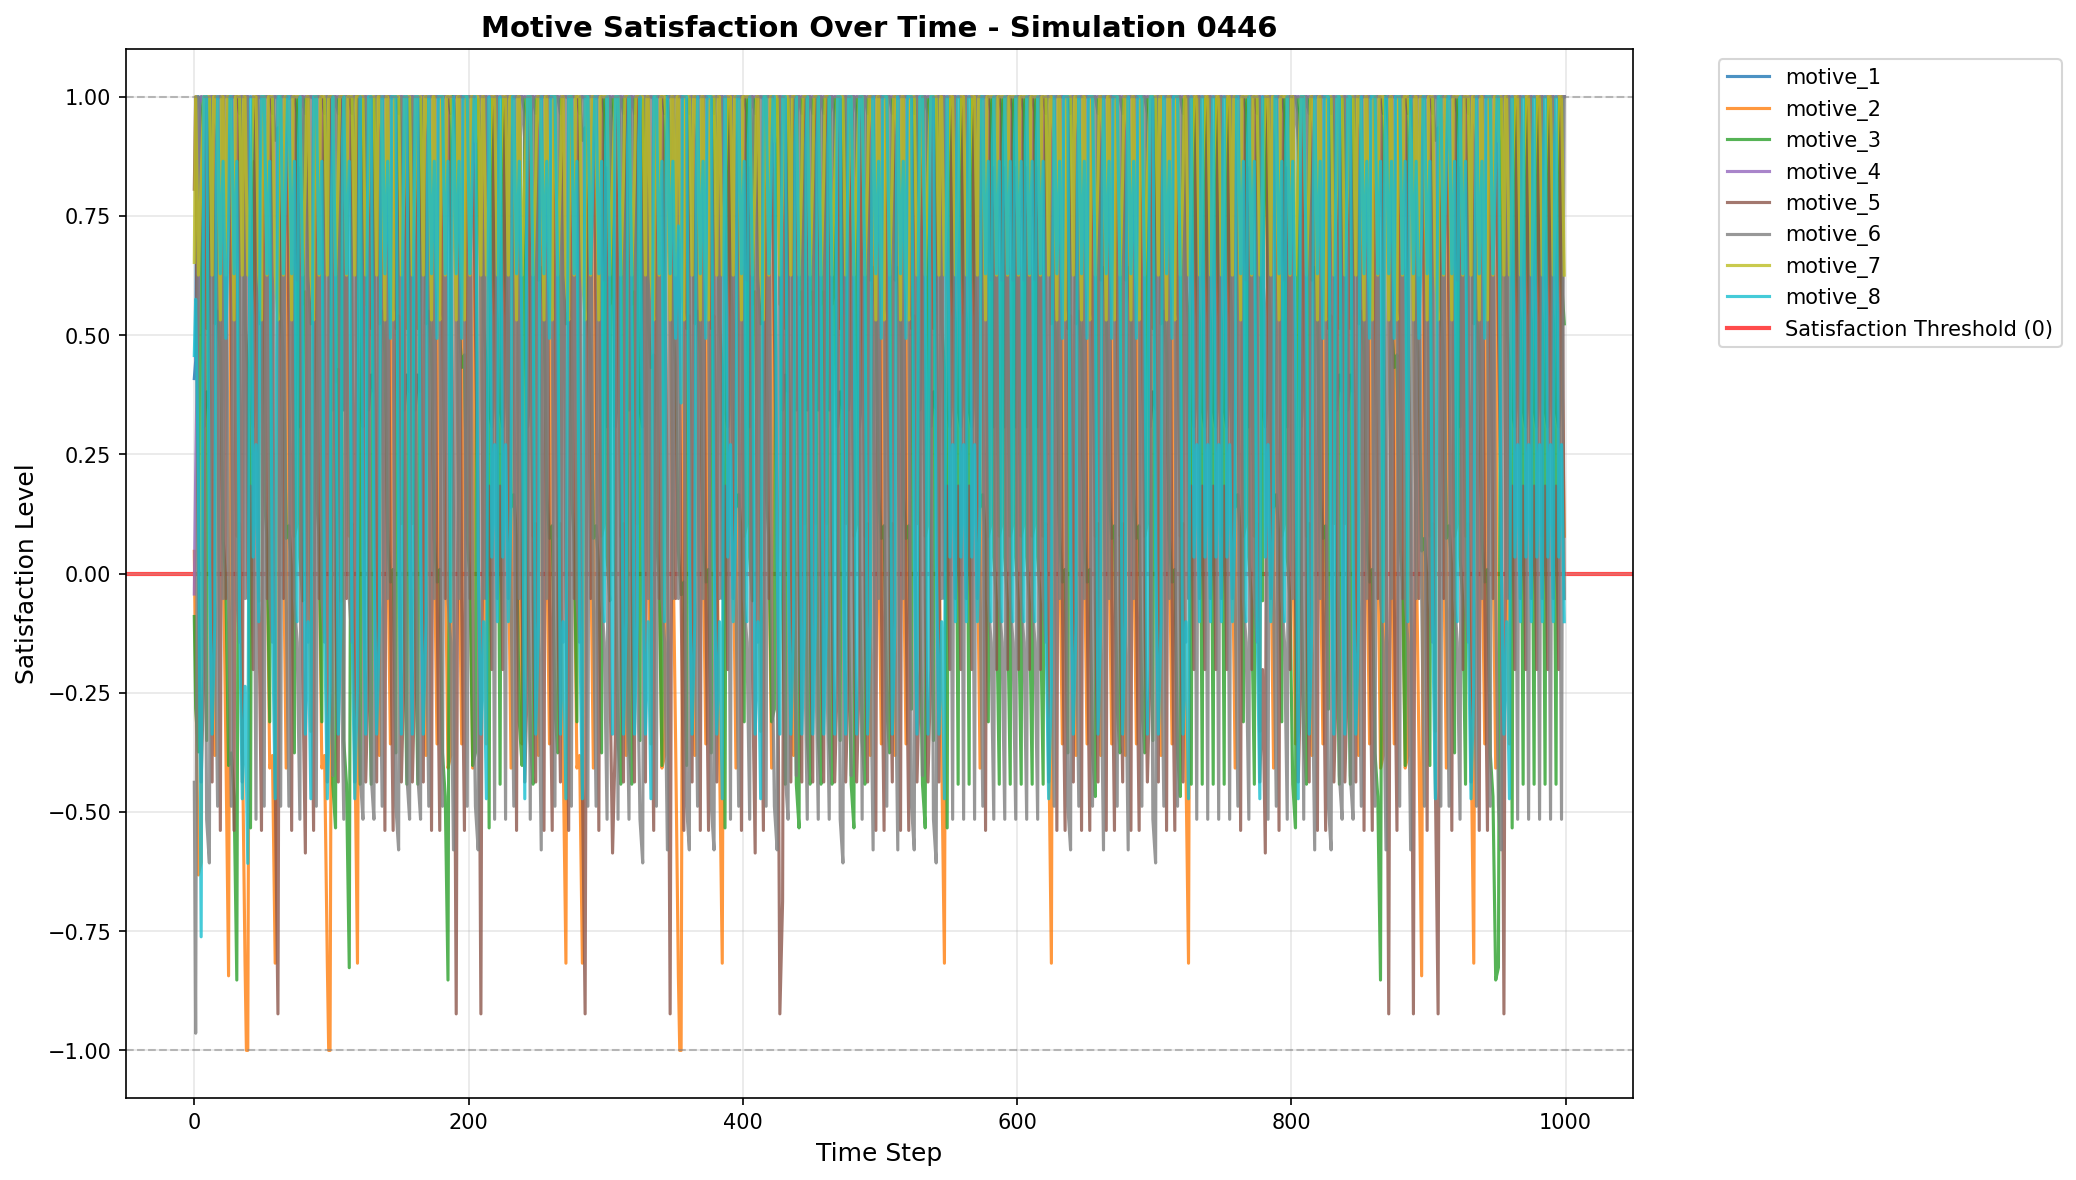 Motive Satisfaction Over Time - Simulation 0446
Satisfaction Level
1.00
0.75
0.50
0.25
0.00
−0.25
−0.50
−0.75
−1.00
0 200 400 600 800 1000
Time Step
motive_1
motive_2
motive_3
motive_4
motive_5
motive_6
motive_7
motive_8
Satisfaction Threshold (0)